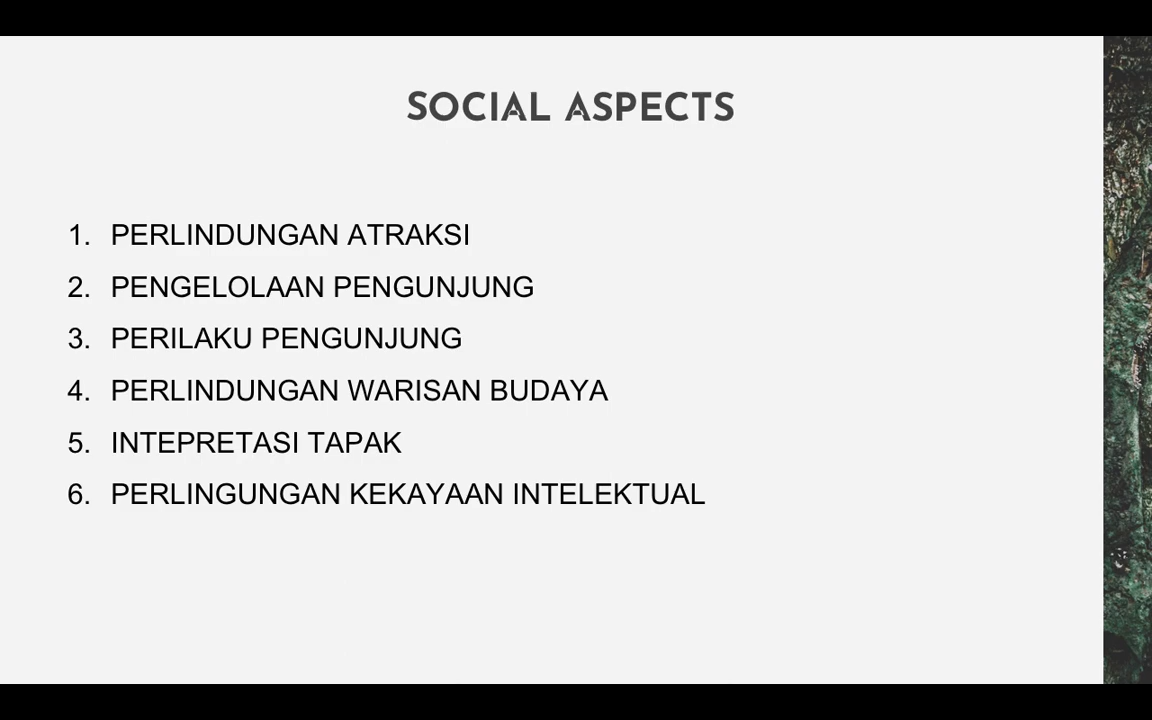 SOCIAL ASPECTS
1. PERLINDUNGAN ATRAKSI
2. PENGELOLAAN PENGUNJUNG
3. PERILAKU PENGUNJUNG
4. PERLINDUNGAN WARISAN BUDAYA
5. INTEPRETASI TAPAK
6. PERLINGUNGAN KEKAYAAN INTELEKTUAL